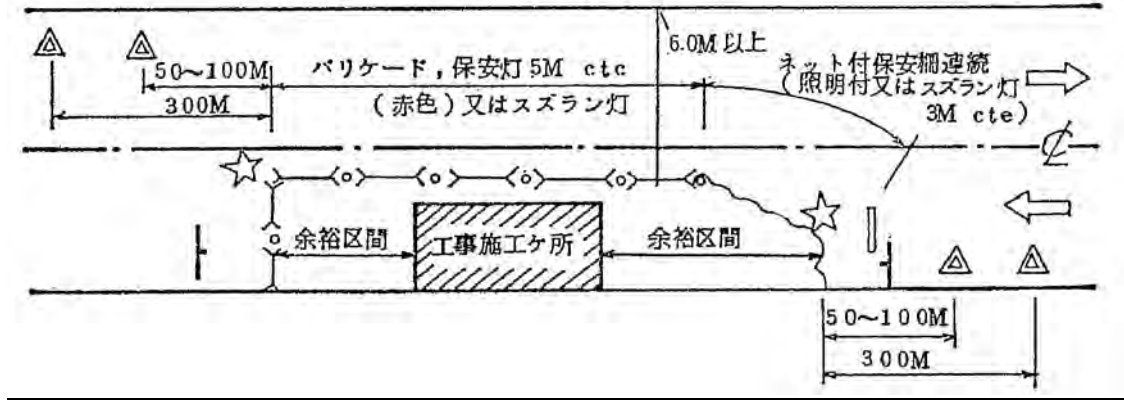 6.0M 以上
50〜100M
バリケード，保安灯 5M ctc
ネット付保安棚連続
300M
（赤色）又はスズラン灯
（照明付又はスズラン灯
3M cte）
余裕区間
工事施工ケ所
余裕区間
50〜100M
300M